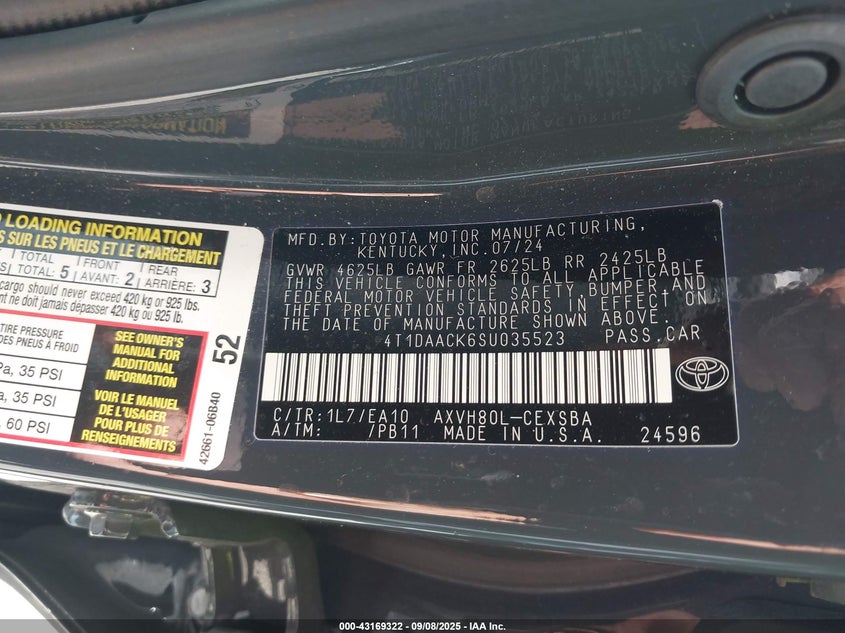 LOADING INFORMATION
SUR LES PNEUS ET LE CHARGEMENT
TOTAL FRONT REAR
TOTAL: 5 AVANT: 2 ARRIÈRE: 3
cargo should never exceed 420 kg or 925 lbs.
ne doit jamais dépasser 420 kg ou 925 lb.
TIRE PRESSURE
DES PNEUS À FROID
35 PSI
35 PSI
60 PSI
SEE OWNER'S
MANUAL FOR
ADDITIONAL
INFORMATION
VOIR LE MANUEL
DE L'USAGER
POUR PLUS DE
RENSEIGNEMENTS
52
42661-06B40
MFD.BY: TOYOTA MOTOR MANUFACTURING,
KENTUCKY, INC. 07/24
GVWR 4625LB GAWR FR 2625LB RR 2425LB
THIS VEHICLE CONFORMS TO ALL APPLICABLE
FEDERAL MOTOR VEHICLE SAFETY, BUMPER AND
THEFT PREVENTION STANDARDS IN EFFECT ON
THE DATE OF MANUFACTURE SHOWN ABOVE.
4T1DAACK6SU035523 PASS.CAR
C/TR: 1L7/EA10 AXVH80L-CEXSBA
A/TM: /PB11 MADE IN U.S.A. 24596
000-43169322 - 09/08/2025 - IAA Inc.